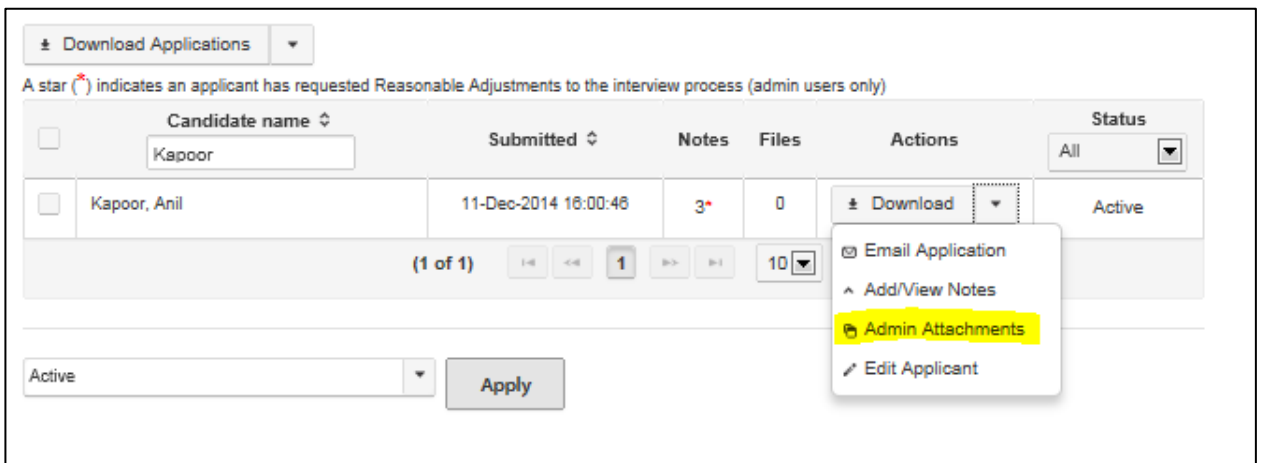 Download Applications
A star (*) indicates an applicant has requested Reasonable Adjustments to the interview process (admin users only)
Candidate name Submitted Notes Files Actions Status
Kapoor All
Kapoor, Anil 11-Dec-2014 16:00:46 3* 0 Download Active
(1 of 1) 1 10
Email Application
Add/View Notes
Admin Attachments
Edit Applicant
Active Apply